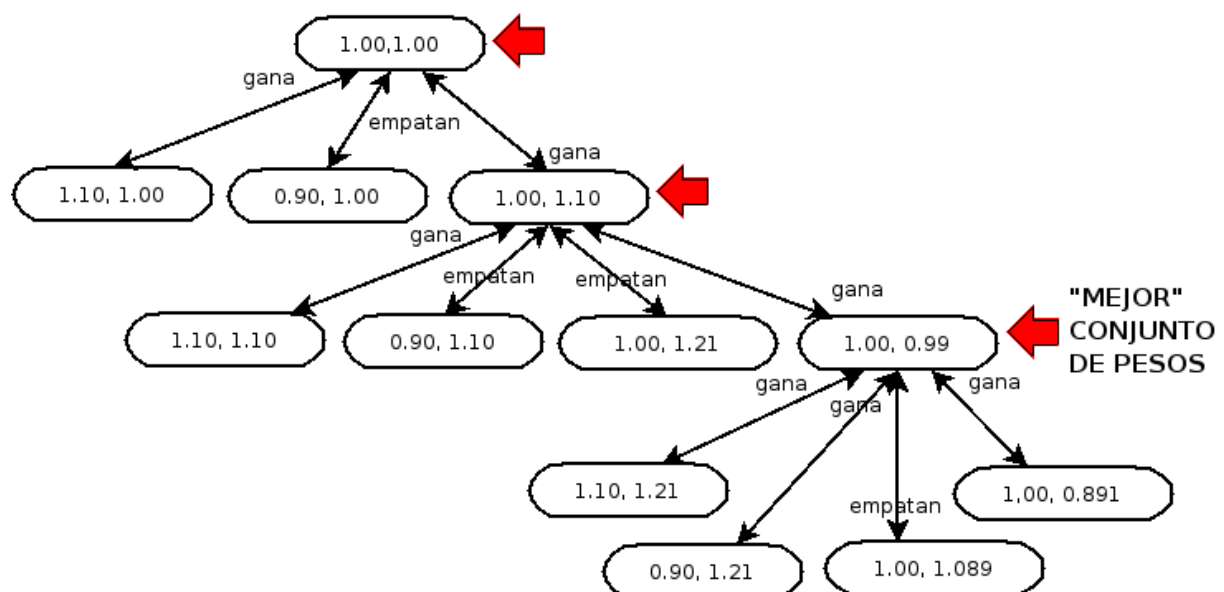 1.00,1.00
gana
empatan
gana
1.10, 1.00
0.90, 1.00
1.00, 1.10
gana
empatan
empatan
gana
1.10, 1.10
0.90, 1.10
1.00, 1.21
1.00, 0.99
"MEJOR"
CONJUNTO
DE PESOS
gana
gana
gana
1.10, 1.21
1,00, 0.891
empatan
0.90, 1.21
1.00, 1.089